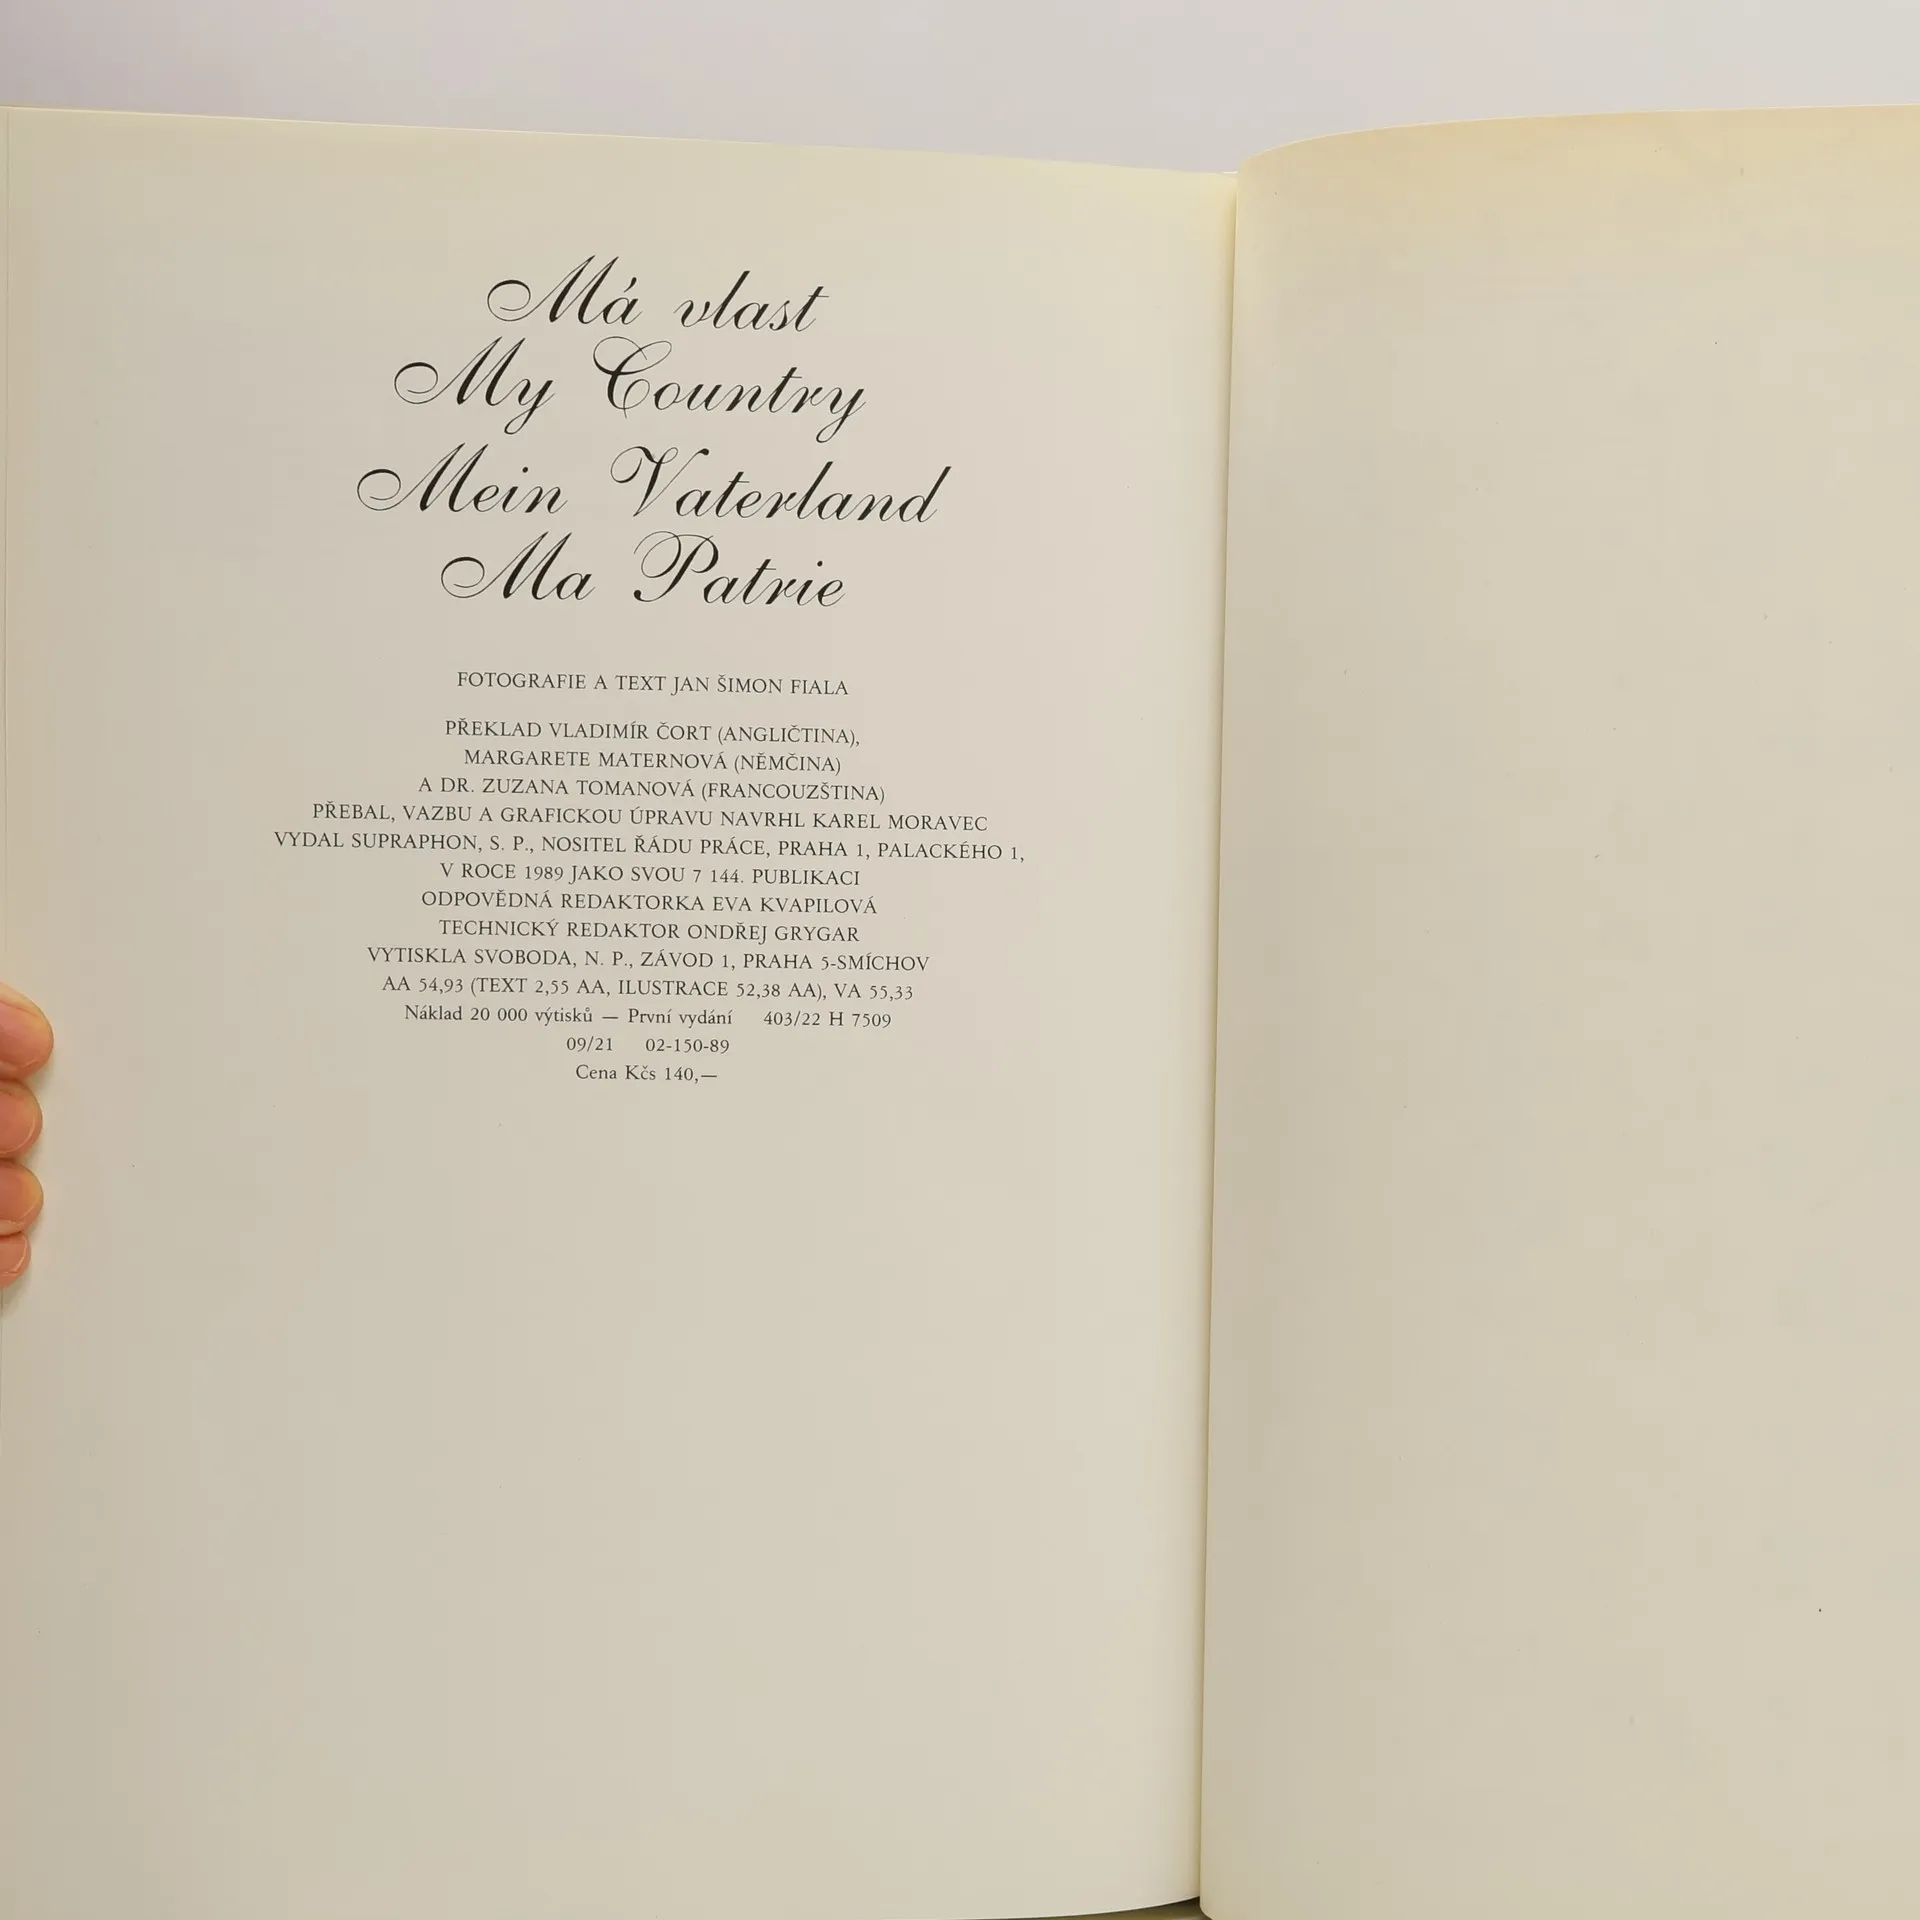 Má vlast
My Country
Mein Vaterland
Ma Patrie
FOTOGRAFIE A TEXT JAN ŠIMON FIALA
PŘEKLAD VLADIMÍR ČORT (ANGLIČTINA),
MARGARETE MATERNOVÁ (NĚMČINA)
A DR. ZUZANA TOMANOVÁ (FRANCOUZŠTINA)
PŘEBAL, VAZBU A GRAFICKOU ÚPRAVU NAVRHL KAREL MORAVEC
VYDAL SUPRAPHON, S. P., NOSITEL ŘÁDU PRÁCE, PRAHA 1, PALACKÉHO 1,
V ROCE 1989 JAKO SVOU 7 144. PUBLIKACI
ODPOVĚDNÁ REDAKTORKA EVA KVAPILOVÁ
TECHNICKÝ REDAKTOR ONDŘEJ GRYGAR
VYTISKLA SVOBODA, N. P., ZÁVOD 1, PRAHA 5-SMÍCHOV
AA 54,93 (TEXT 2,55 AA, ILUSTRACE 52,38 AA), VA 55,33
Náklad 20 000 výtisků — První vydání 403/22 H 7509
09/21 02-150-89
Cena Kčs 140,—